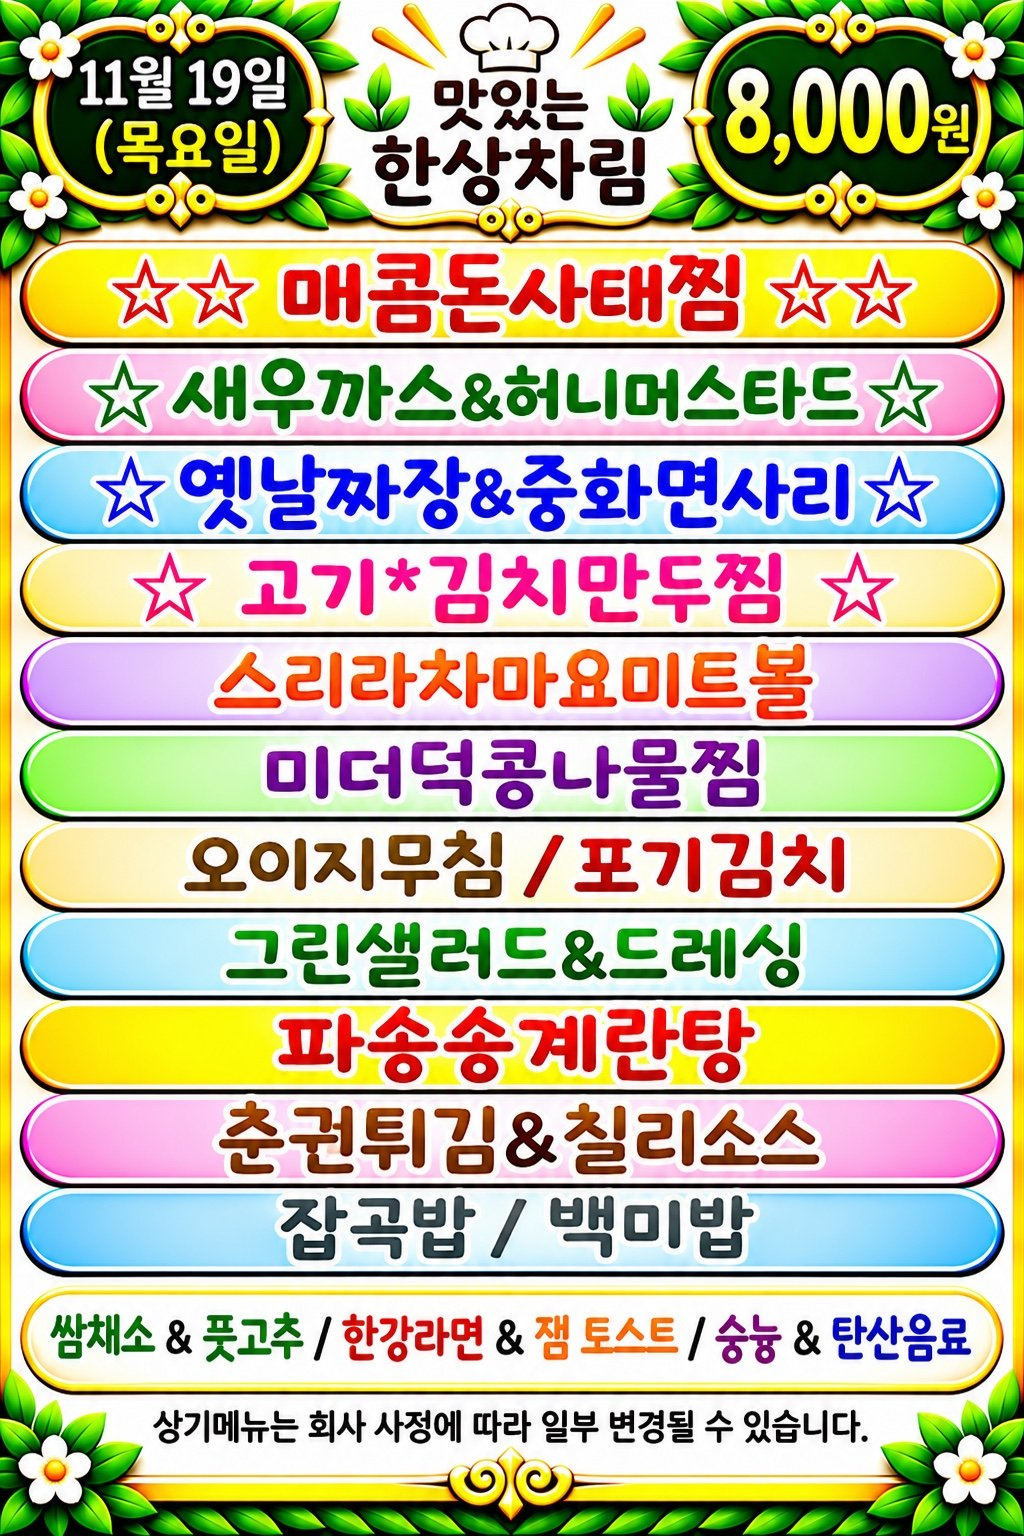 11월 19일
(목요일)
맛있는
한상차림
8,000원
☆☆ 매콤돈사태찜 ☆☆
☆새우까스&허니머스타드☆
☆옛날짜장&중화면사리☆
☆ 고기*김치만두찜 ☆
스리라차마요미트볼
미더덕콩나물찜
오이지무침 / 포기김치
그린샐러드&드레싱
파송송계란탕
춘권튀김&칠리소스
잡곡밥 / 백미밥
쌈채소 & 풋고추 / 한강라면 & 잼 토스트 / 숭늉 & 탄산음료
상기메뉴는 회사 사정에 따라 일부 변경될 수 있습니다.